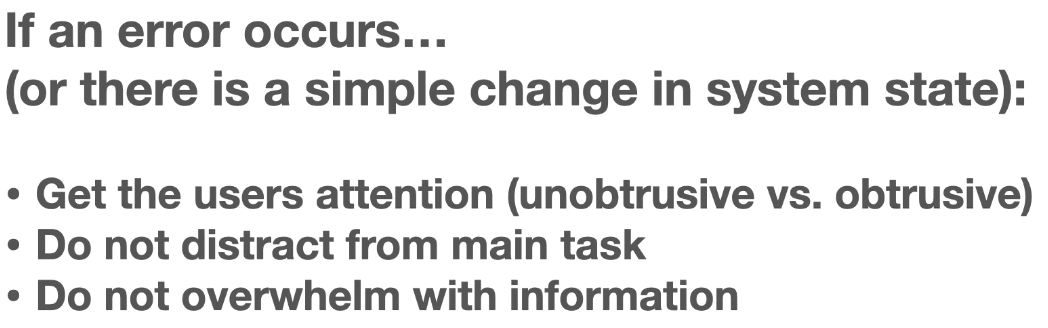 If an error occurs…
(or there is a simple change in system state):
• Get the users attention (unobtrusive vs. obtrusive)
• Do not distract from main task
• Do not overwhelm with information